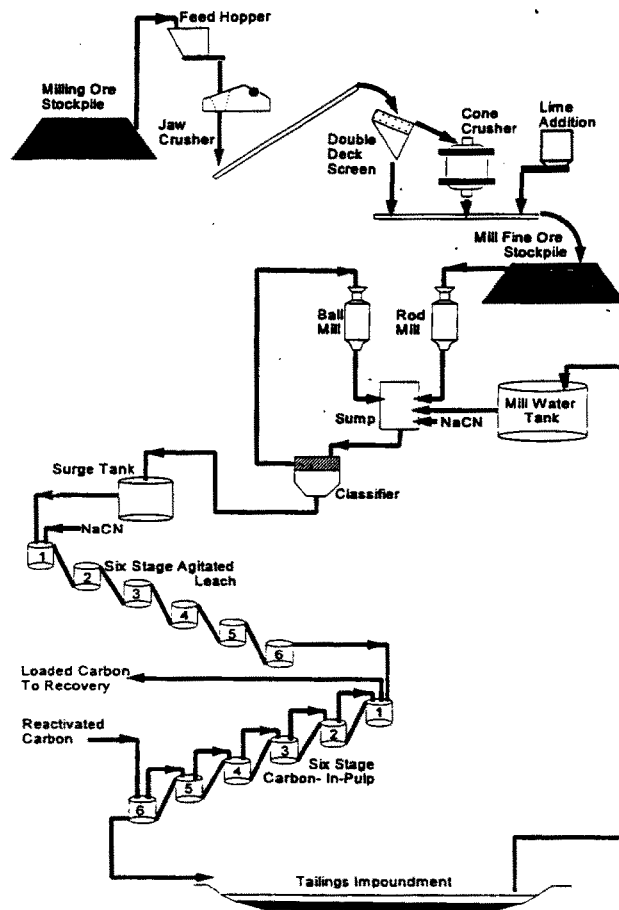 Feed Hopper
Milling Ore
Stockpile
Jaw
Crusher
Double
Deck
Screen
Cone
Crusher
Lime
Addition
Mill Fine Ore
Stockpile
Ball
Mill
Rod
Mill
Sump
NaCN
Mill Water
Tank
Classifier
Surge Tank
NaCN
1
2
3
4
5
6
Six Stage Agitated
Leach
Loaded Carbon
To Recovery
Reactivated
Carbon
1
2
3
4
5
6
Six Stage
Carbon- In-Pulp
Tailings Impoundment